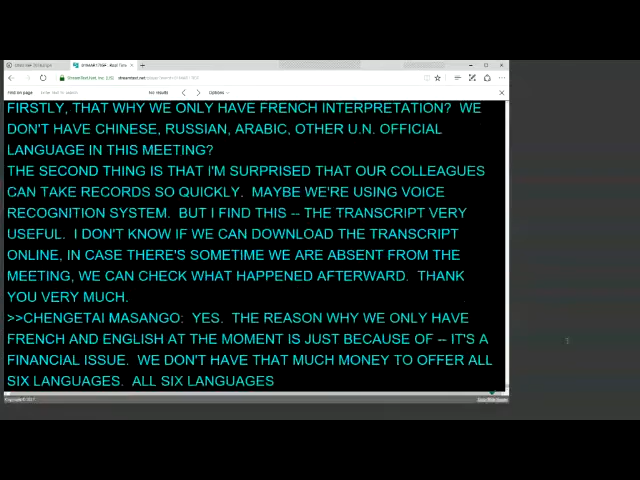 StreamText.Net, Inc. [US] streamtext.net
Find on page No results Options
FIRSTLY, THAT WHY WE ONLY HAVE FRENCH INTERPRETATION? WE
DON'T HAVE CHINESE, RUSSIAN, ARABIC, OTHER U.N. OFFICIAL
LANGUAGE IN THIS MEETING?
THE SECOND THING IS THAT I'M SURPRISED THAT OUR COLLEAGUES
CAN TAKE RECORDS SO QUICKLY. MAYBE WE'RE USING VOICE
RECOGNITION SYSTEM. BUT I FIND THIS -- THE TRANSCRIPT VERY
USEFUL. I DON'T KNOW IF WE CAN DOWNLOAD THE TRANSCRIPT
ONLINE, IN CASE THERE'S SOMETIME WE ARE ABSENT FROM THE
MEETING, WE CAN CHECK WHAT HAPPENED AFTERWARD. THANK
YOU VERY MUCH.
>>CHENGETAI MASANGO: YES. THE REASON WHY WE ONLY HAVE
FRENCH AND ENGLISH AT THE MOMENT IS JUST BECAUSE OF -- IT'S A
FINANCIAL ISSUE. WE DON'T HAVE THAT MUCH MONEY TO OFFER ALL
SIX LANGUAGES. ALL SIX LANGUAGES